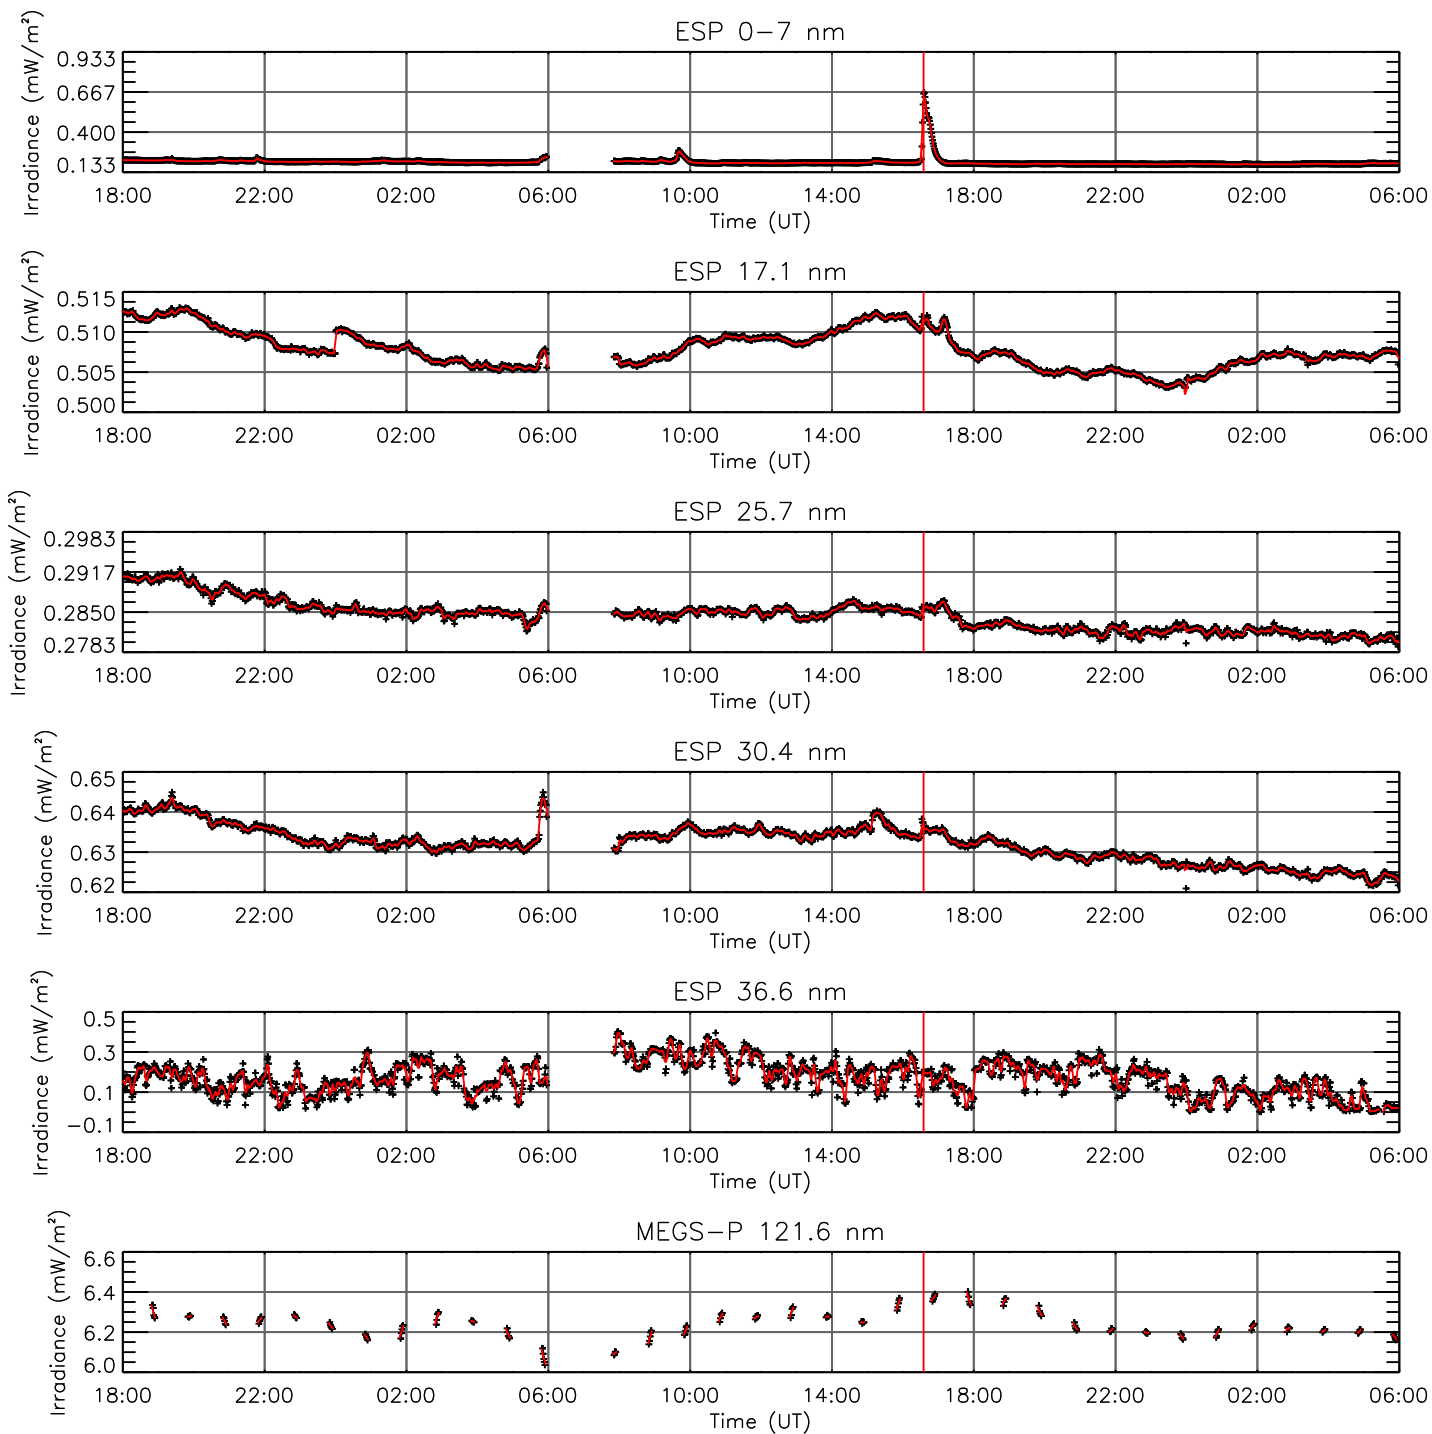 ESP 0-7 nm
Irradiance (mW/m²)
0.933
0.667
0.400
0.133
18:00 22:00 02:00 06:00 10:00 14:00 18:00 22:00 02:00 06:00
Time (UT)
ESP 17.1 nm
Irradiance (mW/m²)
0.515
0.510
0.505
0.500
18:00 22:00 02:00 06:00 10:00 14:00 18:00 22:00 02:00 06:00
Time (UT)
ESP 25.7 nm
Irradiance (mW/m²)
0.2983
0.2917
0.2850
0.2783
18:00 22:00 02:00 06:00 10:00 14:00 18:00 22:00 02:00 06:00
Time (UT)
ESP 30.4 nm
Irradiance (mW/m²)
0.65
0.64
0.63
0.62
18:00 22:00 02:00 06:00 10:00 14:00 18:00 22:00 02:00 06:00
Time (UT)
ESP 36.6 nm
Irradiance (mW/m²)
0.5
0.3
0.1
-0.1
18:00 22:00 02:00 06:00 10:00 14:00 18:00 22:00 02:00 06:00
Time (UT)
MEGS-P 121.6 nm
Irradiance (mW/m²)
6.6
6.4
6.2
6.0
18:00 22:00 02:00 06:00 10:00 14:00 18:00 22:00 02:00 06:00
Time (UT)